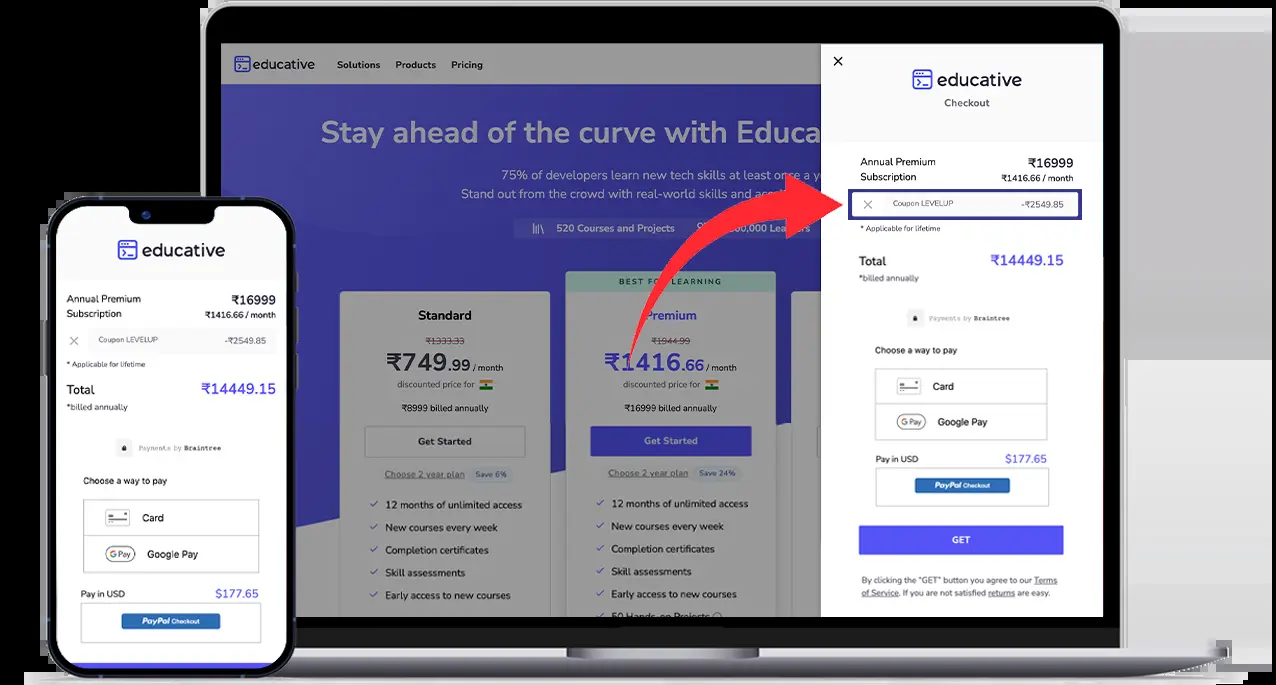 educative
Solutions Products Pricing
Stay ahead of the curve with Educa
75% of developers learn new tech skills at least once a y
Stand out from the crowd with real-world skills and
520 Courses and Projects
Standard
₹1333.33
₹749.99 / month
discounted price for
₹8999 billed annually
Get Started
Choose 2 year plan Save 6%
12 months of unlimited access
New courses every week
Completion certificates
Skill assessments
Early access to new courses
BEST FOR LEARNING
Premium
₹1944.99
₹1416.66 / month
discounted price for
₹16999 billed annually
Get Started
Choose 2 year plan Save 24%
12 months of unlimited access
New courses every week
Completion certificates
Skill assessments
Early access to new courses
50 Hands-on Projects
educative
Checkout
Annual Premium ₹16999
Subscription ₹1416.66 / month
Coupon LEVELUP -₹2549.85
* Applicable for lifetime
Total ₹14449.15
*billed annually
Payments by Braintree
Choose a way to pay
Card
G Pay Google Pay
Pay in USD $177.65
PayPal Checkout
GET
By clicking the "GET" button you agree to our Terms
of Service. If you are not satisfied returns are easy.
educative
Annual Premium ₹16999
Subscription ₹1416.66 / month
Coupon LEVELUP -₹2549.85
* Applicable for lifetime
Total ₹14449.15
*billed annually
Payments by Braintree
Choose a way to pay
Card
G Pay Google Pay
Pay in USD $177.65
PayPal Checkout